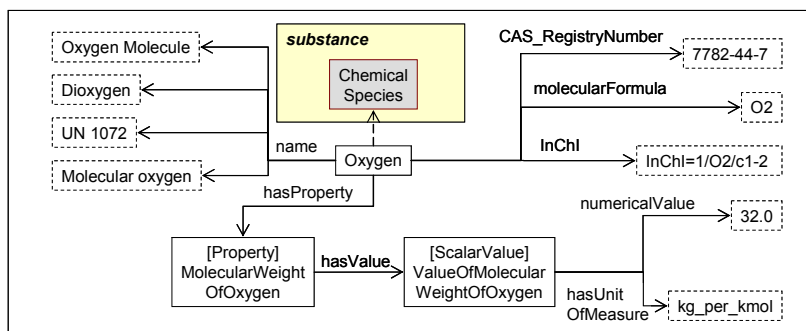 Oxygen Molecule
Dioxygen
UN 1072
Molecular oxygen
name
substance
Chemical
Species
Oxygen
CAS_RegistryNumber
7782-44-7
molecularFormula
O2
InChI
InChI=1/O2/c1-2
hasProperty
[Property]
MolecularWeight
OfOxygen
hasValue
[ScalarValue]
ValueOfMolecular
WeightOfOxygen
numericalValue
32.0
hasUnit
OfMeasure
kg_per_kmol